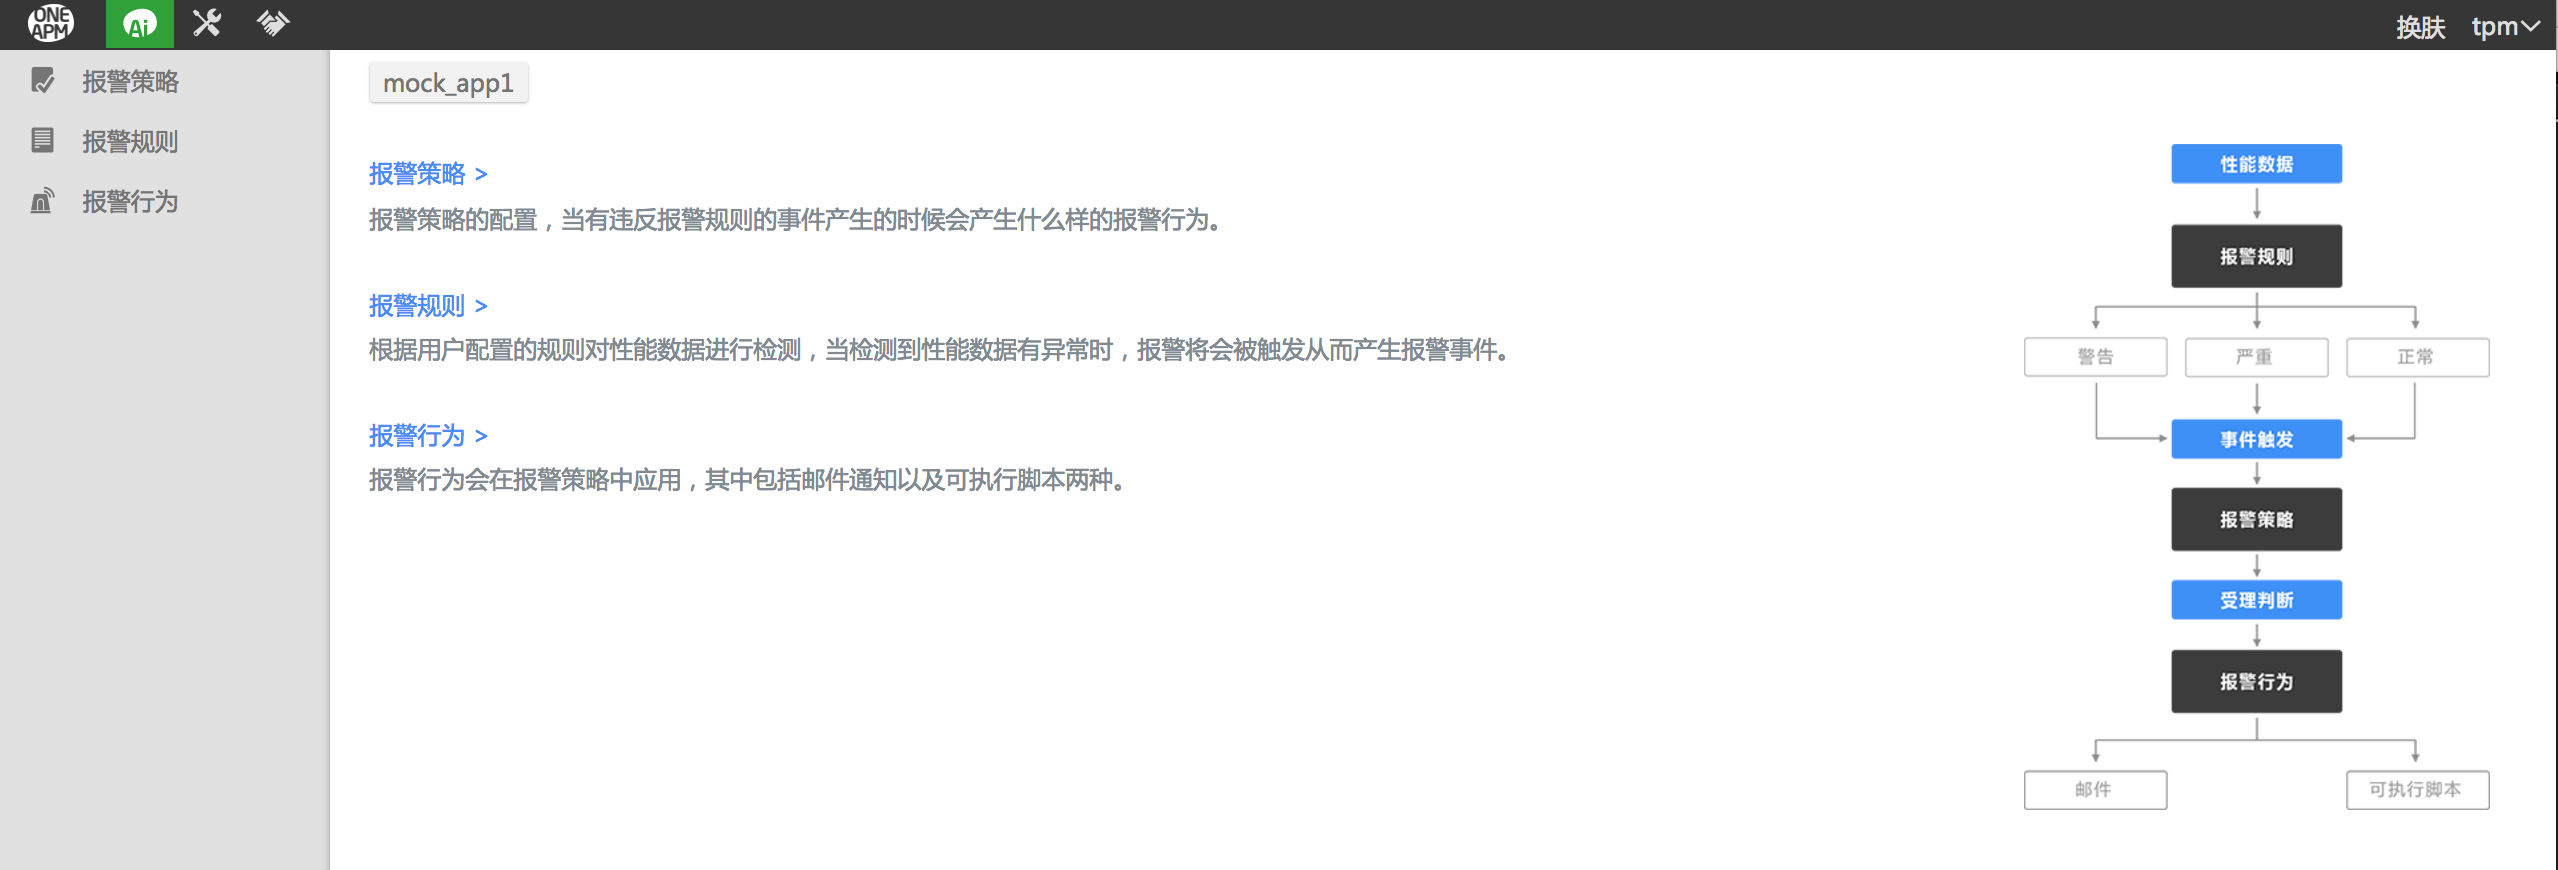 ONE APM
Ai
换肤 tpm
报警策略
报警规则
报警行为
mock_app1
报警策略 >
报警策略的配置，当有违反报警规则的事件产生的时候会产生什么样的报警行为。
报警规则 >
根据用户配置的规则对性能数据进行检测，当检测到性能数据有异常时，报警将会被触发从而产生报警事件。
报警行为 >
报警行为会在报警策略中应用，其中包括邮件通知以及可执行脚本两种。
性能数据
报警规则
警告 严重 正常
事件触发
报警策略
受理判断
报警行为
邮件 可执行脚本